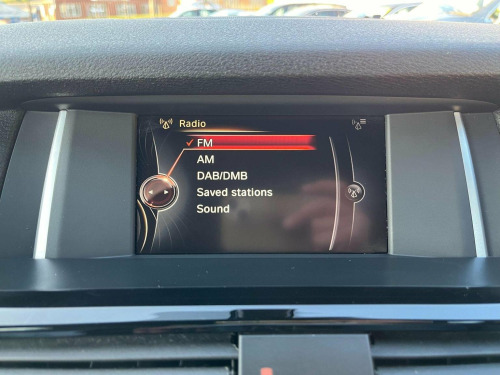 Radio
FM
AM
DAB/DMB
Saved stations
Sound